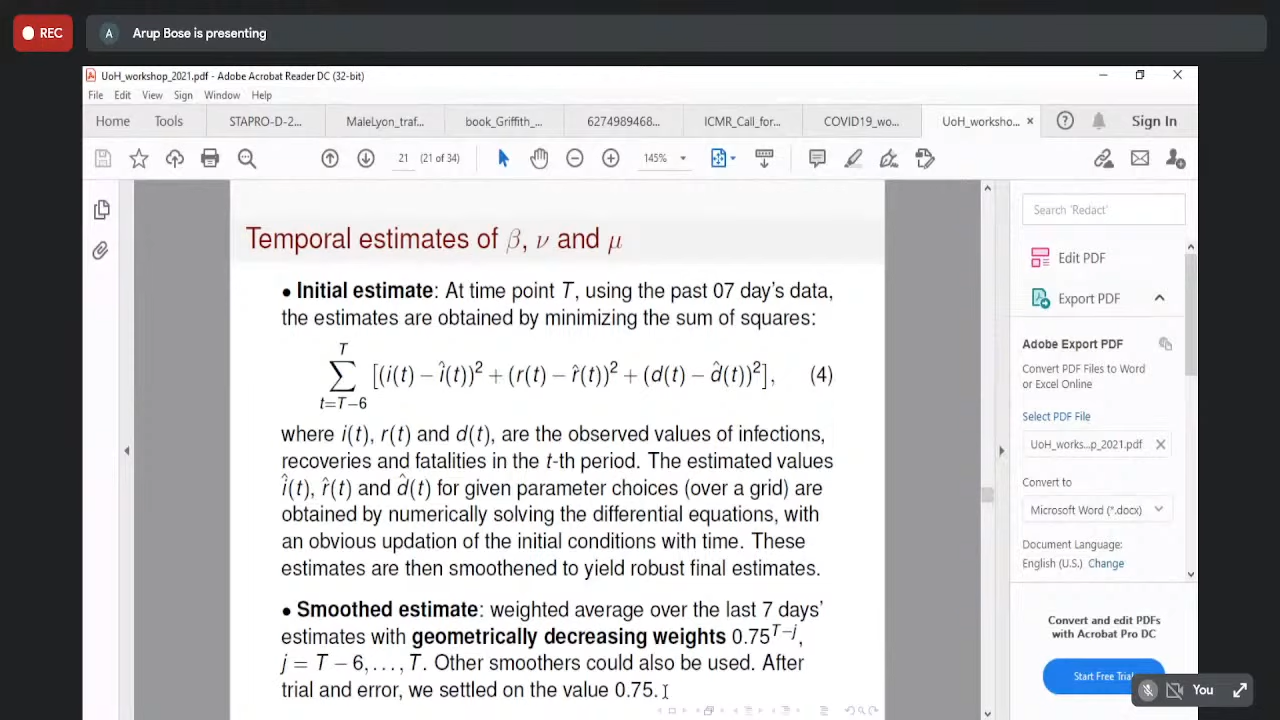 REC
A Arup Bose is presenting
UoH_workshop_2021.pdf - Adobe Acrobat Reader DC (32-bit)
File Edit View Sign Window Help
Home Tools STAPRO-D-2... MaleLyon_traf... book_Griffith_... 6274989468... ICMR_Call_for... COVID19_wo... UoH_worksho... × Sign In
21 (21 of 34) 145%
Temporal estimates of β, ν and μ
• Initial estimate: At time point T, using the past 07 day's data,
the estimates are obtained by minimizing the sum of squares:
T
∑ [(i(t) − î(t))² + (r(t) − r̂(t))² + (d(t) − d̂(t))²], (4)
t=T−6
where i(t), r(t) and d(t), are the observed values of infections,
recoveries and fatalities in the t-th period. The estimated values
î(t), r̂(t) and d̂(t) for given parameter choices (over a grid) are
obtained by numerically solving the differential equations, with
an obvious updation of the initial conditions with time. These
estimates are then smoothened to yield robust final estimates.
• Smoothed estimate: weighted average over the last 7 days'
estimates with geometrically decreasing weights 0.75ᵀ⁻ʲ,
j = T − 6, . . . , T. Other smoothers could also be used. After
trial and error, we settled on the value 0.75.
Search 'Redact'
Edit PDF
Export PDF
Adobe Export PDF
Convert PDF Files to Word
or Excel Online
Select PDF File
UoH_works...p_2021.pdf
Convert to
Microsoft Word (*.docx)
Document Language:
English (U.S.) Change
Convert and edit PDFs
with Acrobat Pro DC
Start Free Trial
You